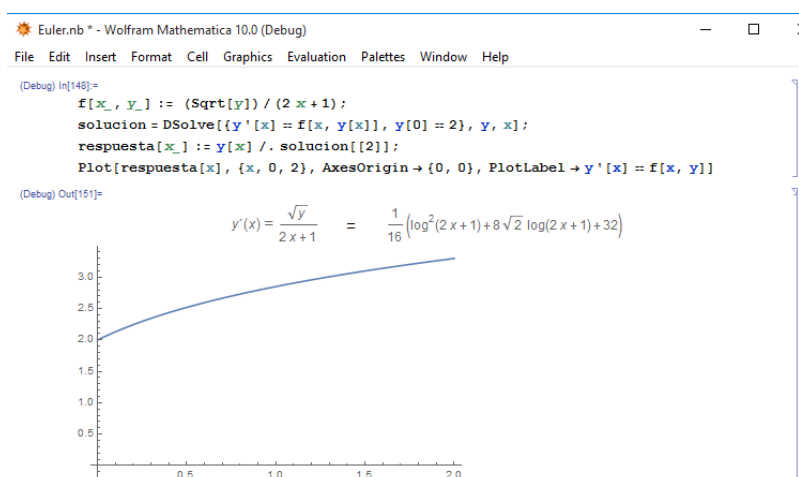 Euler.nb * - Wolfram Mathematica 10.0 (Debug)
File Edit Insert Format Cell Graphics Evaluation Palettes Window Help
(Debug) In[148]:=
f[x_, y_] := (Sqrt[y]) / (2 x + 1);
solucion = DSolve[{y'[x] == f[x, y[x]], y[0] == 2}, y, x];
respuesta[x_] := y[x] /. solucion[[2]];
Plot[respuesta[x], {x, 0, 2}, AxesOrigin → {0, 0}, PlotLabel → y'[x] == f[x, y]]
(Debug) Out[151]=
y´(x) = √y / (2 x + 1) = 1/16 (log²(2 x + 1) + 8 √2 log(2 x + 1) + 32)
3.0
2.5
2.0
1.5
1.0
0.5
0.5 1.0 1.5 2.0